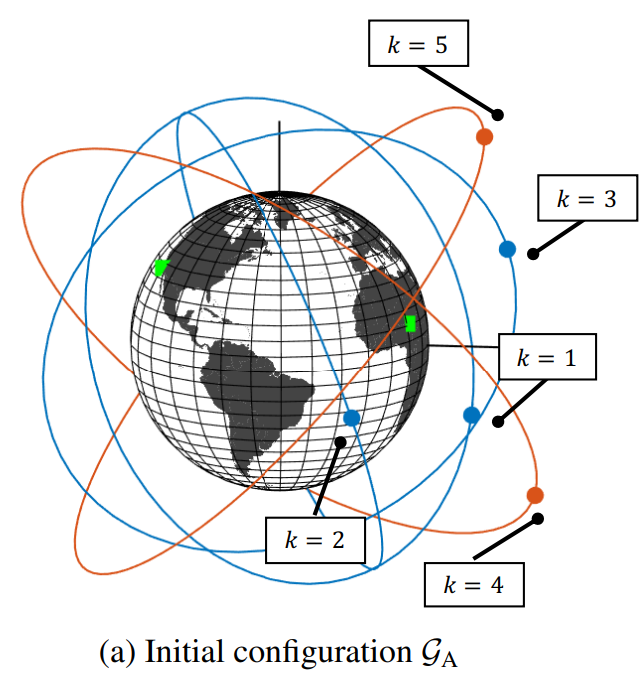 k = 5
k = 3
k = 1
k = 2
k = 4
(a) Initial configuration 𝒢A